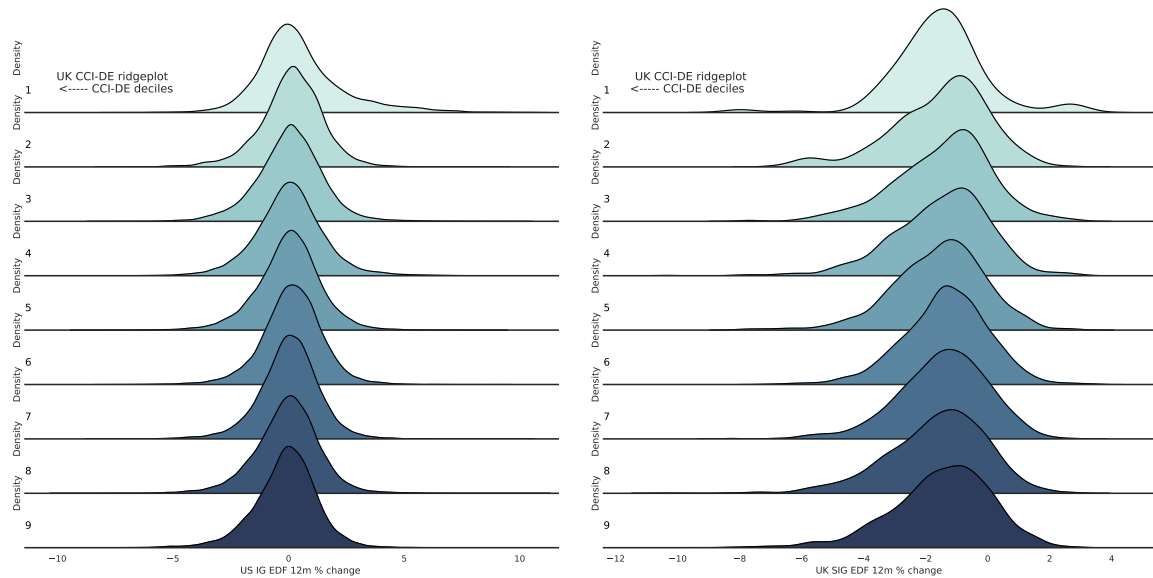 UK CCI-DE ridgeplot
<----- CCI-DE deciles
Density
1
Density
2
Density
3
Density
4
Density
5
Density
6
Density
7
Density
8
Density
9
−10 −5 0 5 10
US IG EDF 12m % change
UK CCI-DE ridgeplot
<----- CCI-DE deciles
Density
1
Density
2
Density
3
Density
4
Density
5
Density
6
Density
7
Density
8
Density
9
−12 −10 −8 −6 −4 −2 0 2 4
UK SIG EDF 12m % change